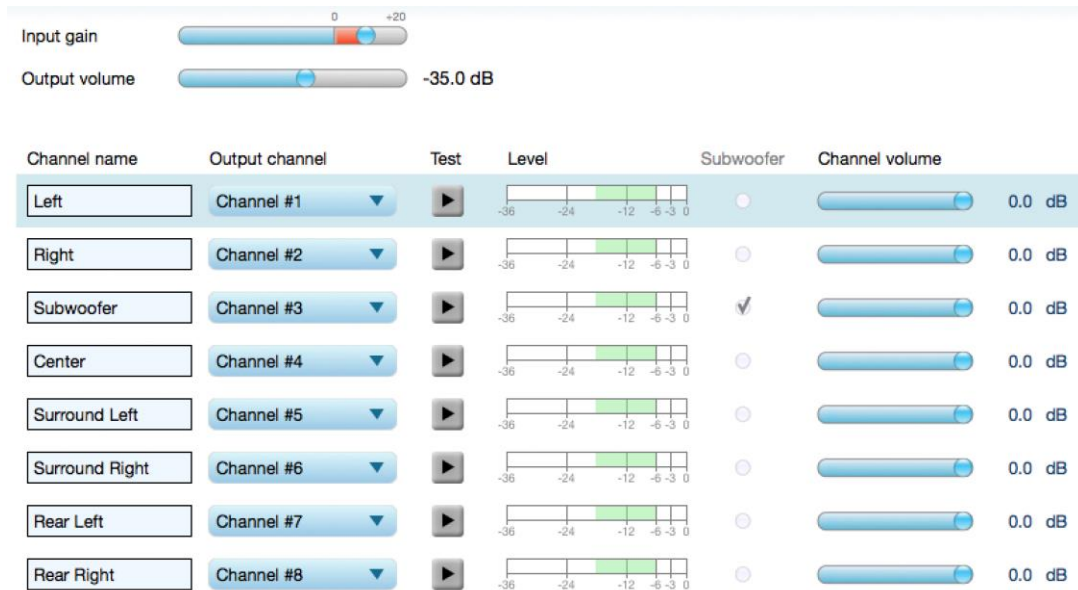 0 +20
Input gain
Output volume -35.0 dB
Channel name Output channel Test Level Subwoofer Channel volume
Left Channel #1 -36 -24 -12 -6 -3 0 0.0 dB
Right Channel #2 -36 -24 -12 -6 -3 0 0.0 dB
Subwoofer Channel #3 -36 -24 -12 -6 -3 0 0.0 dB
Center Channel #4 -36 -24 -12 -6 -3 0 0.0 dB
Surround Left Channel #5 -36 -24 -12 -6 -3 0 0.0 dB
Surround Right Channel #6 -36 -24 -12 -6 -3 0 0.0 dB
Rear Left Channel #7 -36 -24 -12 -6 -3 0 0.0 dB
Rear Right Channel #8 -36 -24 -12 -6 -3 0 0.0 dB